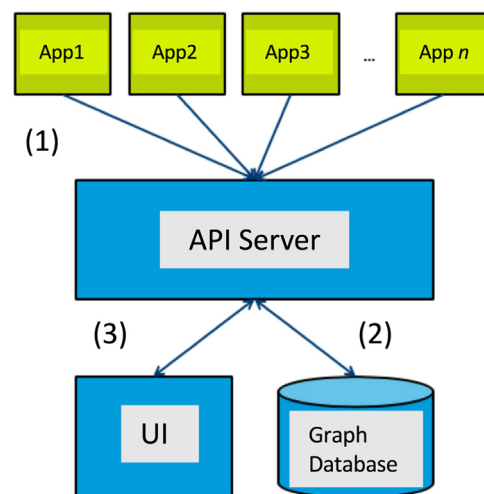 App1 App2 App3 ... App n
(1)
API Server
(3) (2)
UI
Graph
Database